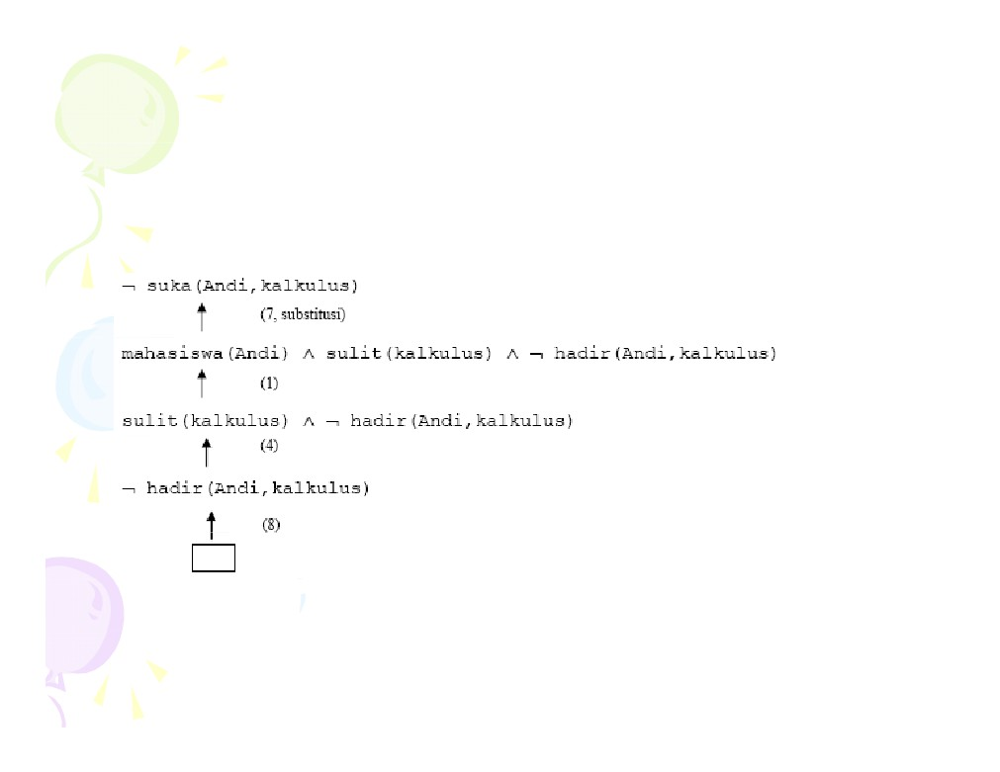 ¬ suka(Andi,kalkulus)
(7, substitusi)
mahasiswa(Andi) ∧ sulit(kalkulus) ∧ ¬ hadir(Andi,kalkulus)
(1)
sulit(kalkulus) ∧ ¬ hadir(Andi,kalkulus)
(4)
¬ hadir(Andi,kalkulus)
(8)